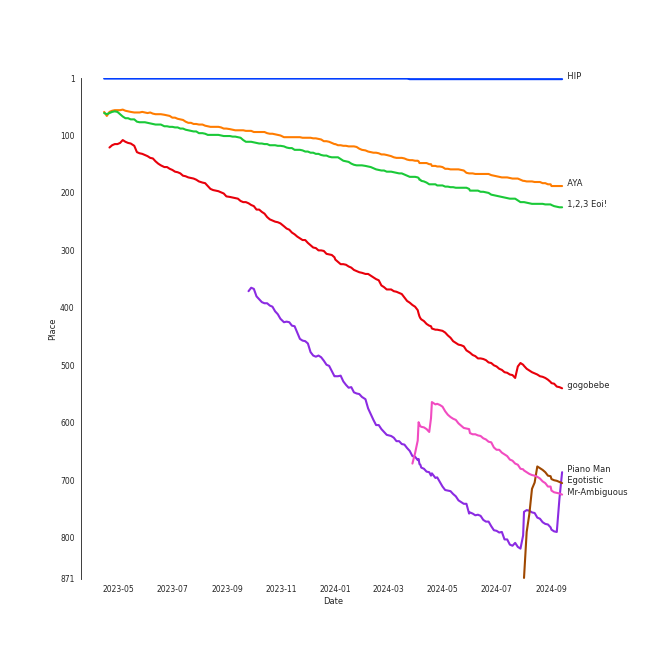 1
100
200
300
400
500
600
700
800
871
Place
2023-05 2023-07 2023-09 2023-11 2024-01 2024-03 2024-05 2024-07 2024-09
Date
HIP
AYA
1,2,3 Eoi!
gogobebe
Piano Man
Egotistic
Mr-Ambiguous